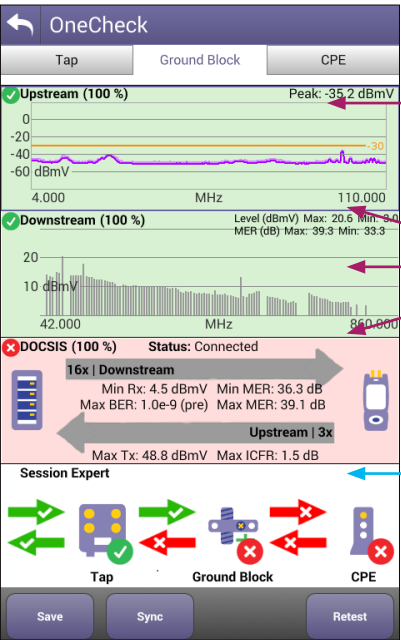 OneCheck
Tap Ground Block CPE
Upstream (100 %) Peak: -35.2 dBmV
0
-20
-30
-40
-60 dBmV
4.000 MHz 110.000
Downstream (100 %) Level (dBmV) Max: 20.6 Min: 3.0
MER (dB) Max: 39.3 Min: 33.3
20
10 dBmV
42.000 MHz 860.000
DOCSIS (100 %) Status: Connected
16x | Downstream
Min Rx: 4.5 dBmV Min MER: 36.3 dB
Max BER: 1.0e-9 (pre) Max MER: 39.1 dB
Upstream | 3x
Max Tx: 48.8 dBmV Max ICFR: 1.5 dB
Session Expert
Tap Ground Block CPE
Save Sync Retest